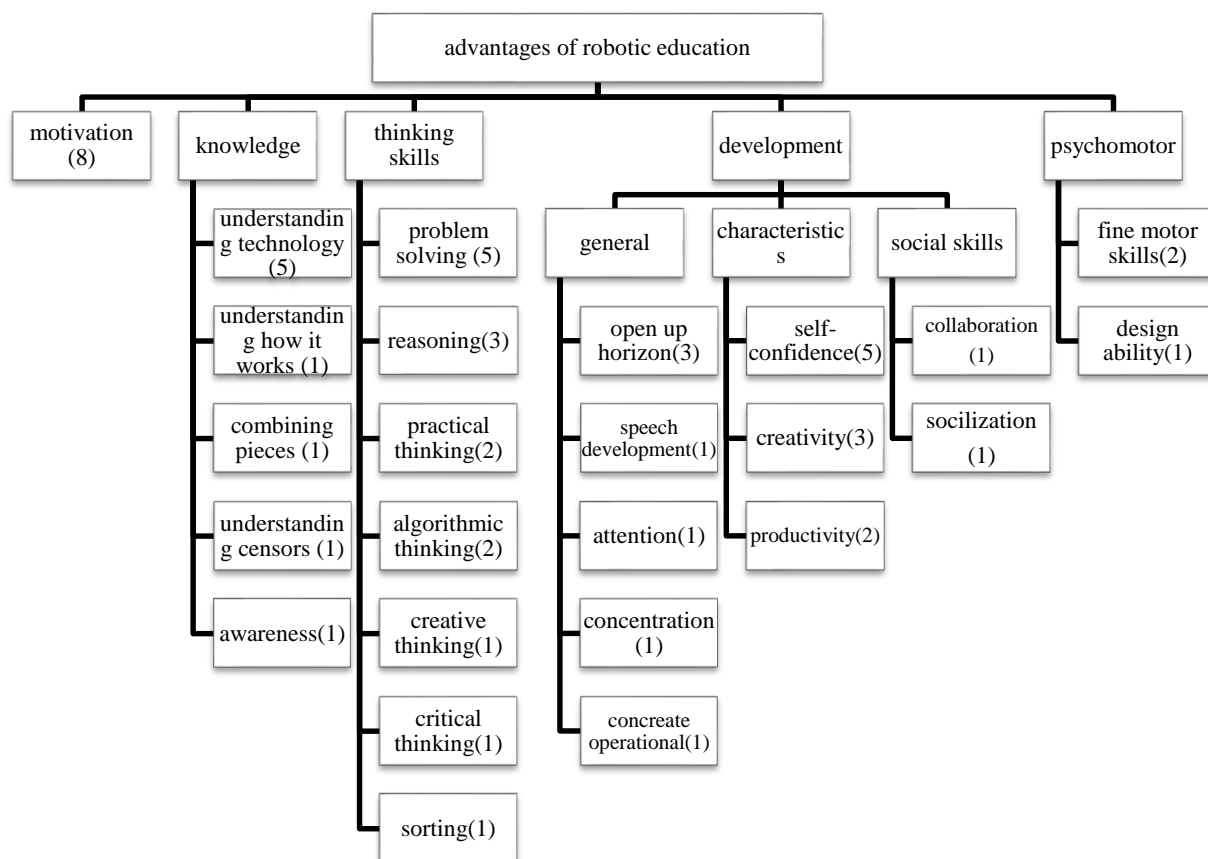 advantages of robotic education
motivation
(8)
knowledge
thinking
skills
development
psychomotor
understandin
g technology
(5)
understandin
g how it
works (1)
combining
pieces (1)
understandin
g censors (1)
awareness(1)
problem
solving (5)
reasoning(3)
practical
thinking(2)
algorithmic
thinking(2)
creative
thinking(1)
critical
thinking(1)
sorting(1)
general
characteristic
s
social skills
open up
horizon(3)
speech
development(1)
attention(1)
concentration
(1)
concreate
operational(1)
self-
confidence(5)
creativity(3)
productivity(2)
collaboration
(1)
socilization
(1)
fine motor
skills(2)
design
ability(1)